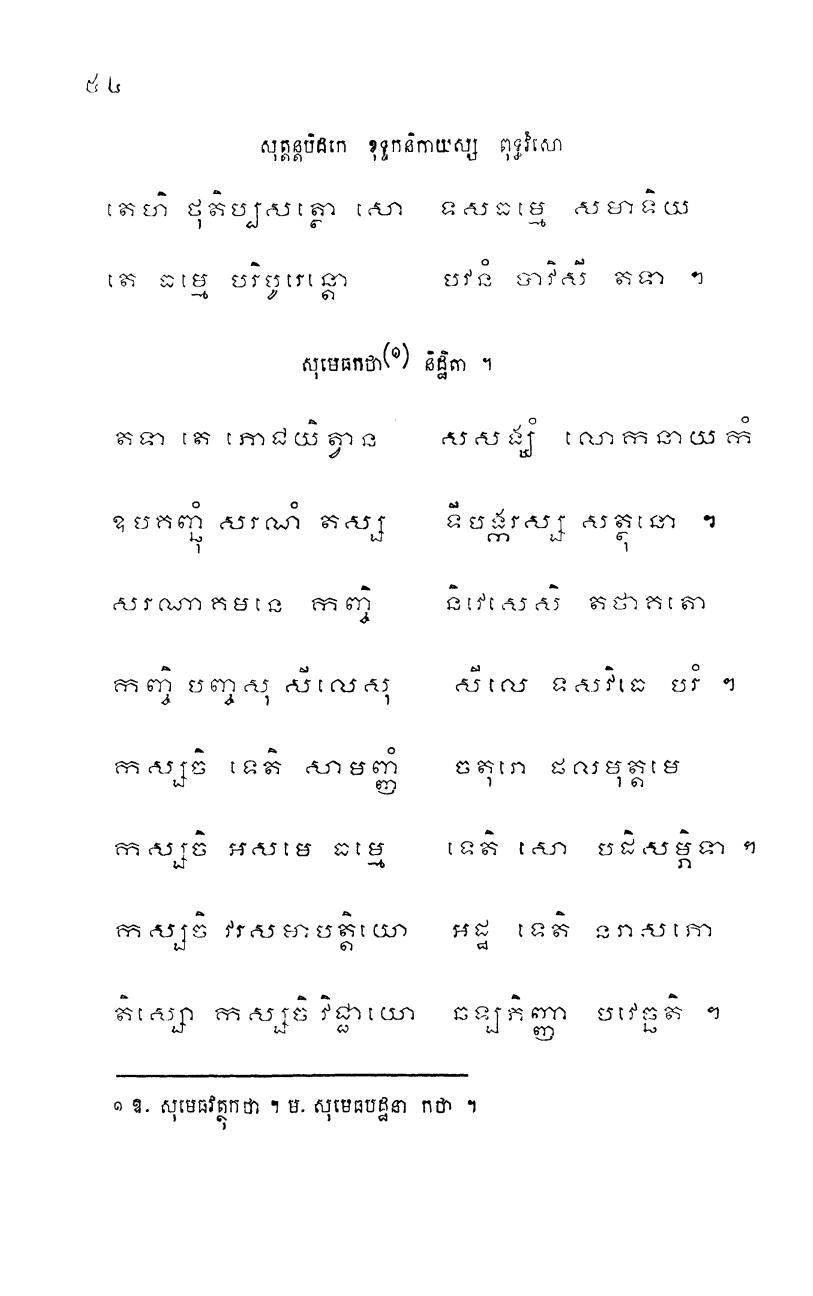 ៥៤
សុត្តន្តបិដកេ ខុទ្ទកនិកាយស្ស ពុទ្ធវំសោ
តេហិ ថុតិប្បសត្ថោ សោ ទសធម្មេ សមាទិយ
តេ ធម្មេ បរិបូរេន្តោ បវនំ បាវិសី តទា ។
សុមេធកថា(១) និដ្ឋិតា ។
តទា តេ ភោជយិត្វាន សសង្ឃំ លោកនាយកំ
ឧបគញ្ឆុំ សរណំ តស្ស ទីបង្ករស្ស សត្ថុនោ ។
សរណាគមនេ កញ្ចិ និវេសេសិ តថាគតោ
កញ្ចិ បញ្ចសុ សីលេសុ សីលេ ទសវិធេ បរំ ។
កស្សចិ ទេតិ សាមញ្ញំ ចតុរោ ផលមុត្តមេ
កស្សចិ អសមេ ធម្មេ ទេតិ សោ បដិសម្ភិទា ។
កស្សចិ វរសមាបត្តិយោ អដ្ឋ ទេតិ នរាសភោ
តិស្សោ កស្សចិ វិជ្ជាយោ ឆឡភិញ្ញា បវេច្ឆតិ ។
១ ឱ. សុមេធវត្ថុកថា ។ ម. សុមេធបដ្ឋនា កថា ។